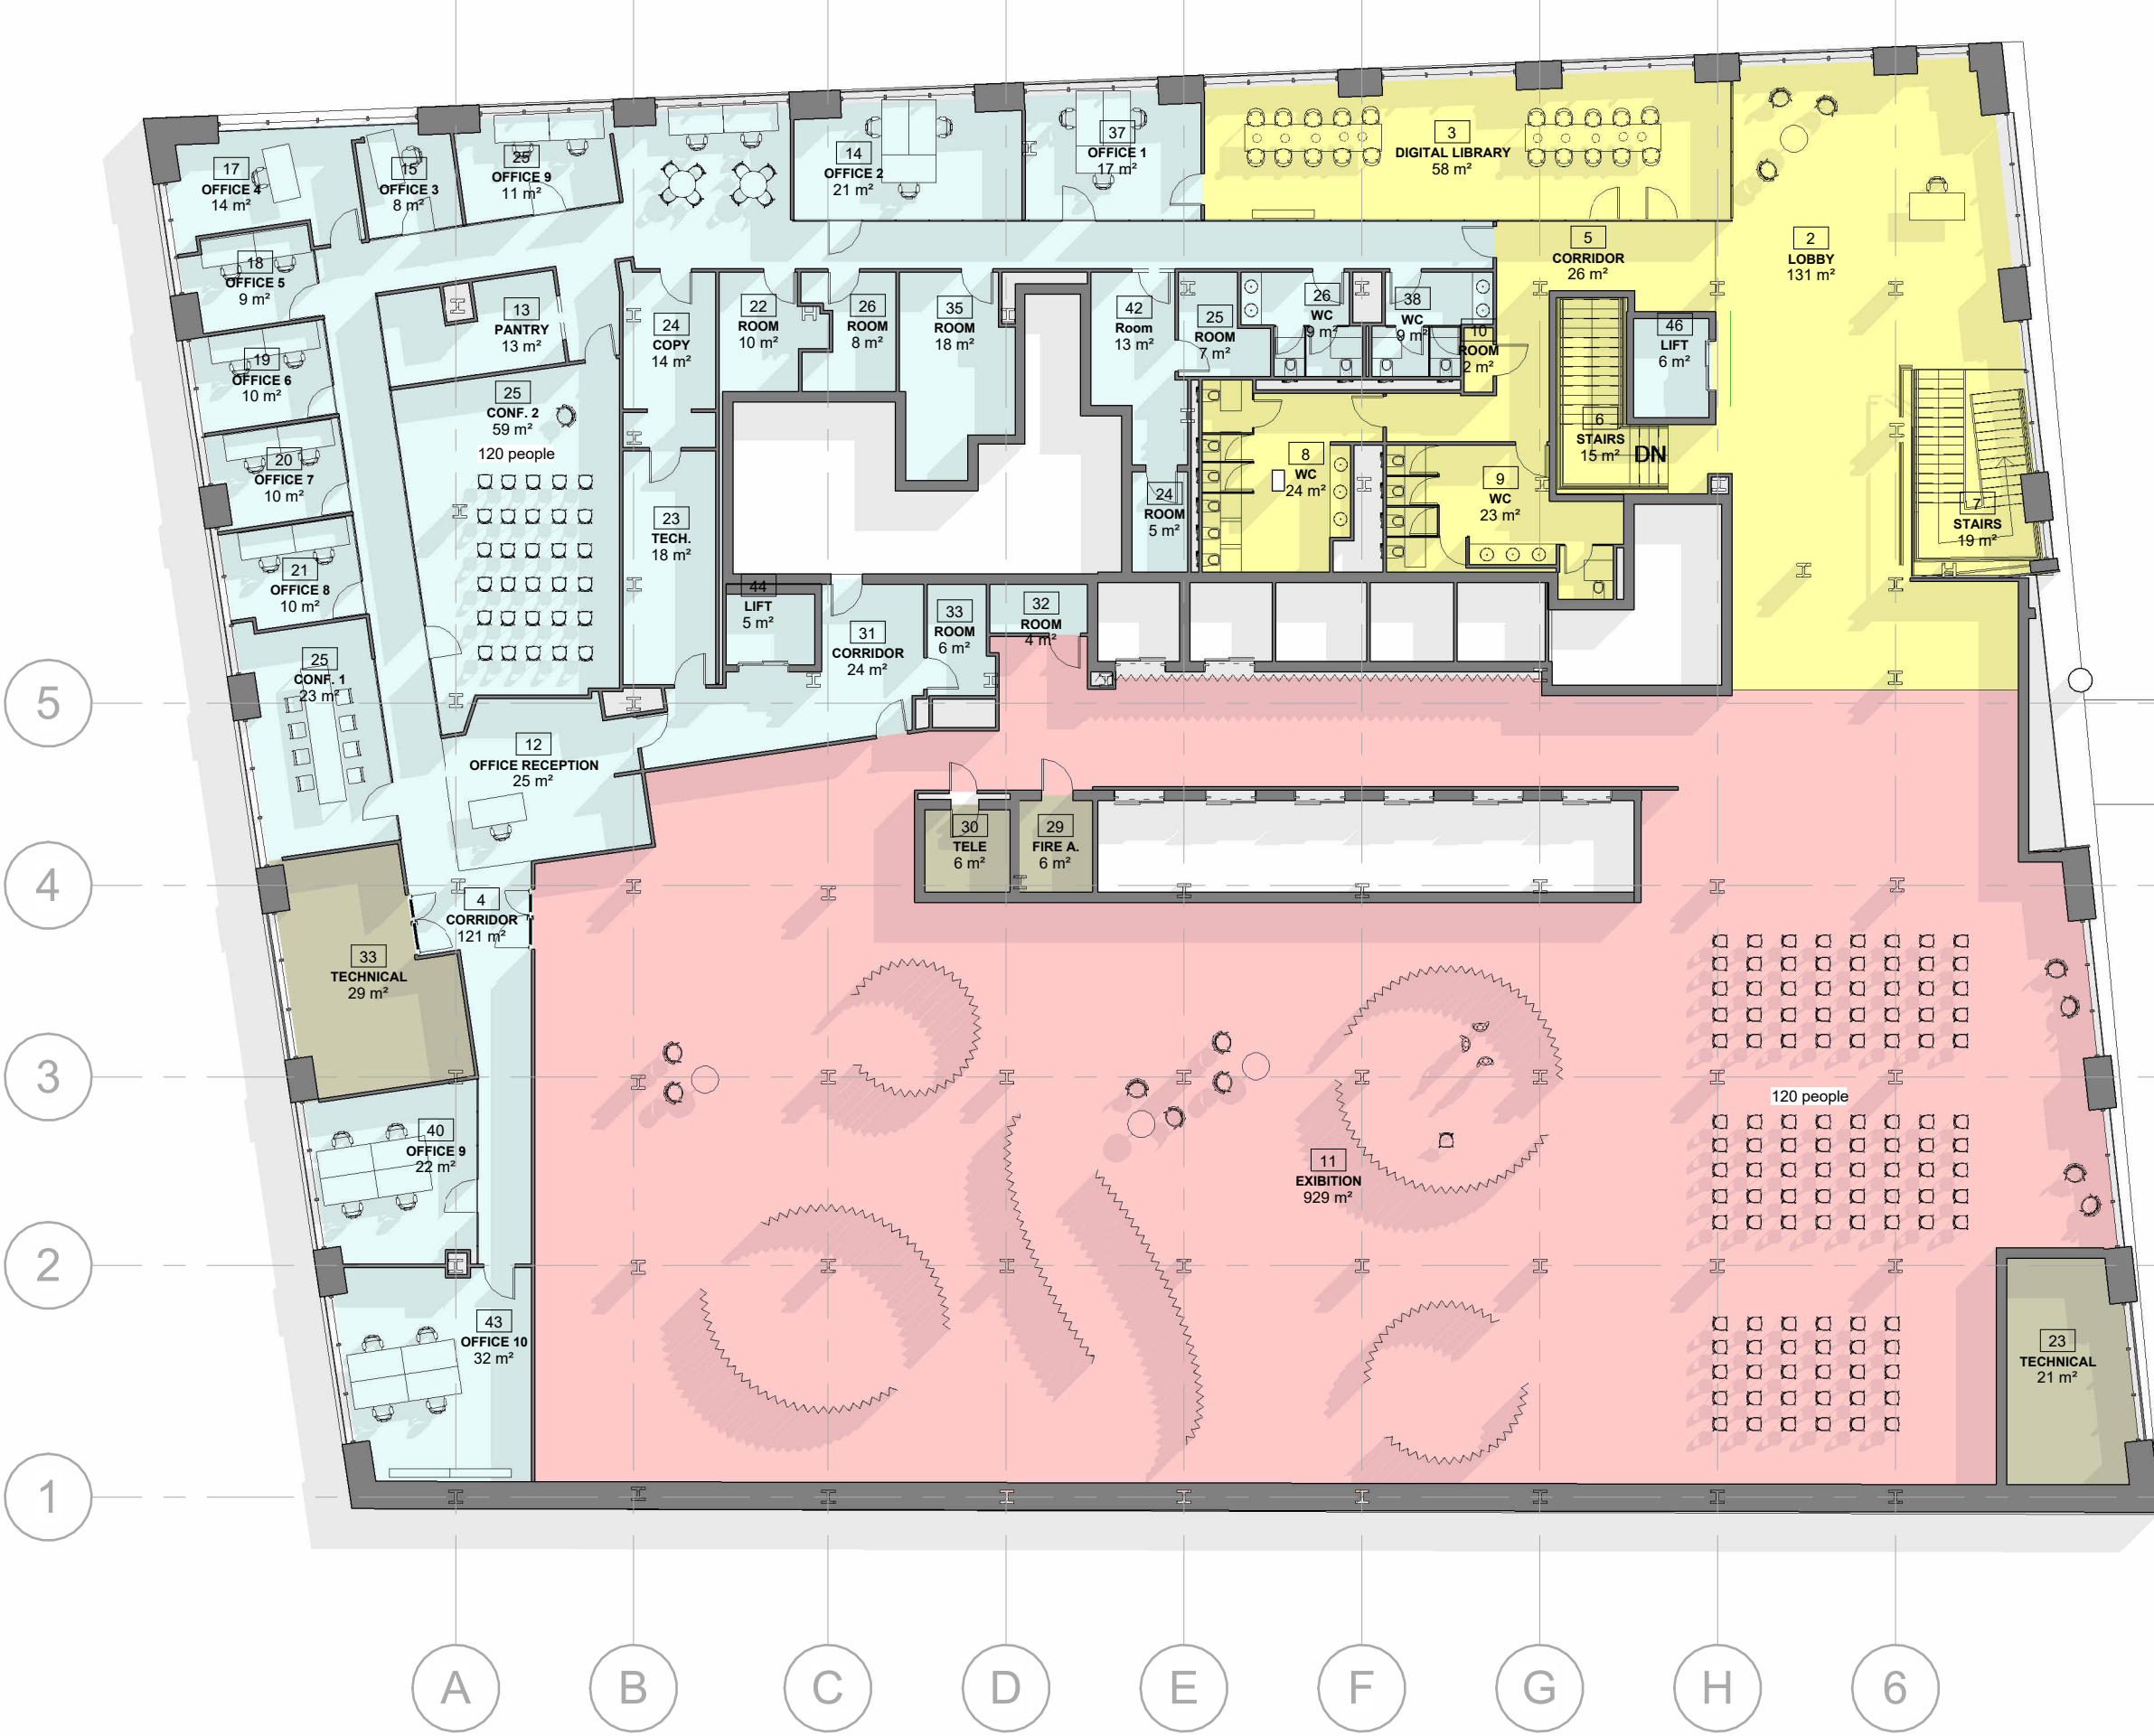 17
OFFICE 4
14 m²
15
OFFICE 3
8 m²
25
OFFICE 9
11 m²
14
OFFICE 2
21 m²
37
OFFICE 1
17 m²
3
DIGITAL LIBRARY
58 m²
5
CORRIDOR
26 m²
2
LOBBY
131 m²
18
OFFICE 5
9 m²
13
PANTRY
13 m²
24
COPY
14 m²
22
ROOM
10 m²
26
ROOM
8 m²
35
ROOM
18 m²
42
Room
13 m²
25
ROOM
7 m²
26
WC
9 m²
38
WC
9 m²
10
ROOM
2 m²
46
LIFT
6 m²
19
OFFICE 6
10 m²
25
CONF. 2
59 m²
120 people
6
STAIRS
15 m²
DN
20
OFFICE 7
10 m²
8
WC
24 m²
9
WC
23 m²
24
ROOM
5 m²
7
STAIRS
19 m²
23
TECH.
18 m²
21
OFFICE 8
10 m²
44
LIFT
5 m²
31
CORRIDOR
24 m²
33
ROOM
6 m²
32
ROOM
4 m²
25
CONF. 1
23 m²
5
12
OFFICE RECEPTION
25 m²
30
TELE
6 m²
29
FIRE A.
6 m²
4
4
CORRIDOR
121 m²
33
TECHNICAL
29 m²
3
120 people
40
OFFICE 9
22 m²
11
EXIBITION
929 m²
2
43
OFFICE 10
32 m²
23
TECHNICAL
21 m²
1
A
B
C
D
E
F
G
H
6